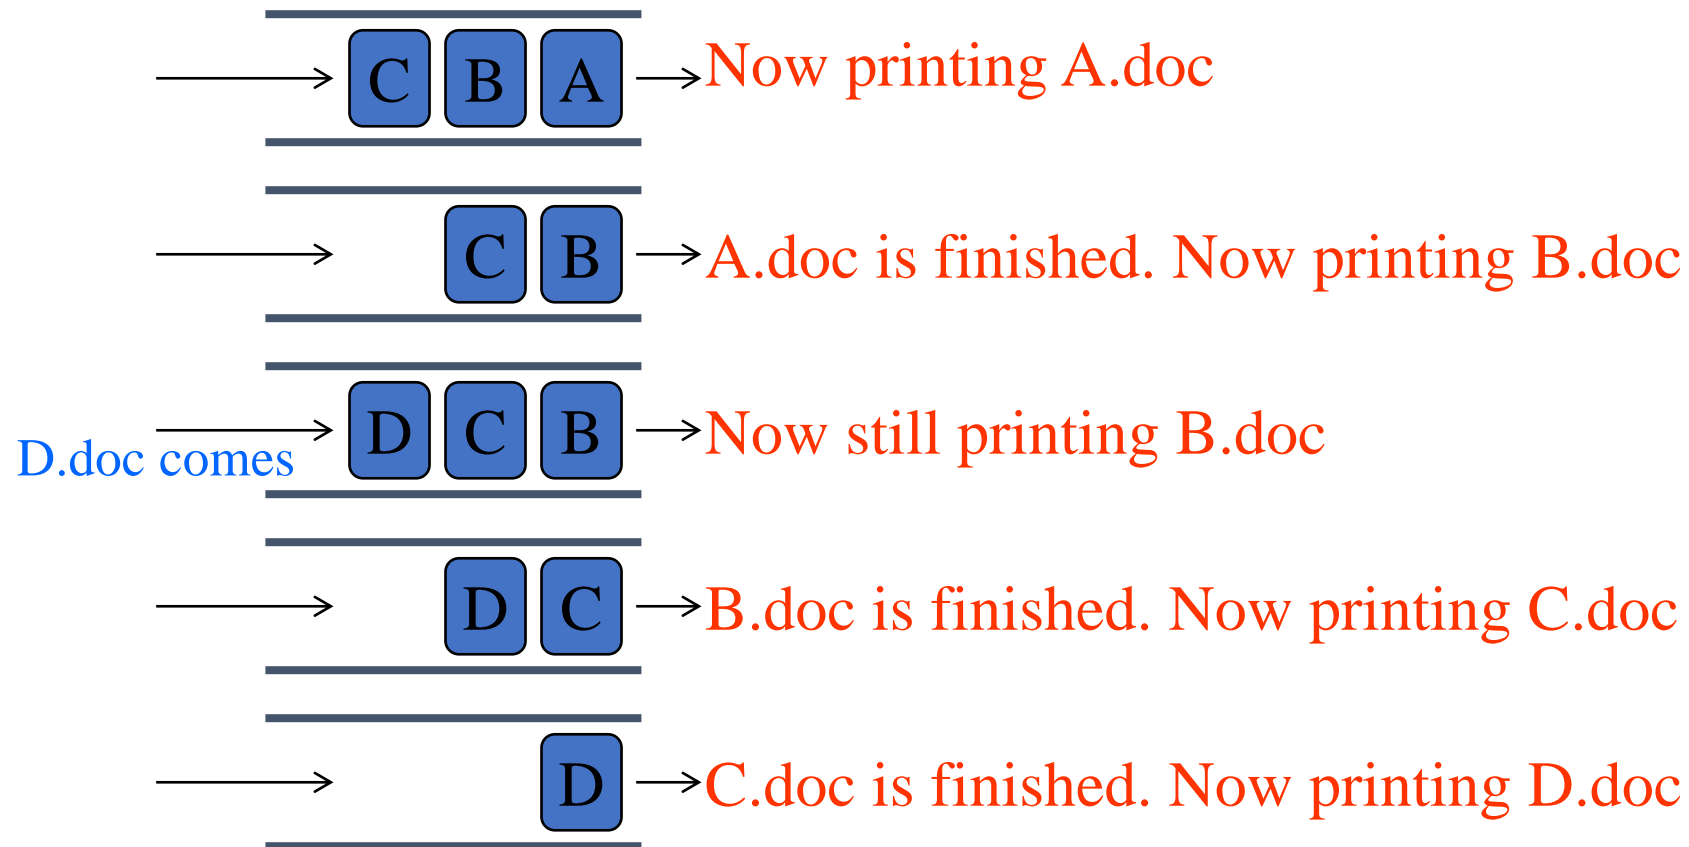 C B A Now printing A.doc
C B A.doc is finished. Now printing B.doc
D C B Now still printing B.doc
D.doc comes
D C B.doc is finished. Now printing C.doc
D C.doc is finished. Now printing D.doc